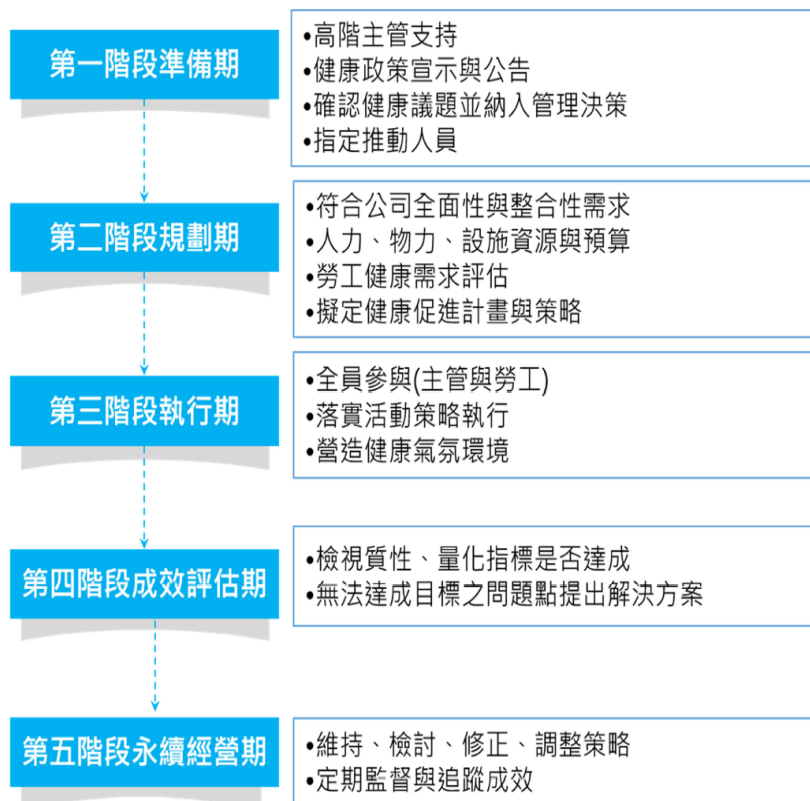 第一階段準備期
•高階主管支持
•健康政策宣示與公告
•確認健康議題並納入管理決策
•指定推動人員
第二階段規劃期
•符合公司全面性與整合性需求
•人力、物力、設施資源與預算
•勞工健康需求評估
•擬定健康促進計畫與策略
第三階段執行期
•全員參與(主管與勞工)
•落實活動策略執行
•營造健康氣氛環境
第四階段成效評估期
•檢視質性、量化指標是否達成
•無法達成目標之問題點提出解決方案
第五階段永續經營期
•維持、檢討、修正、調整策略
•定期監督與追蹤成效